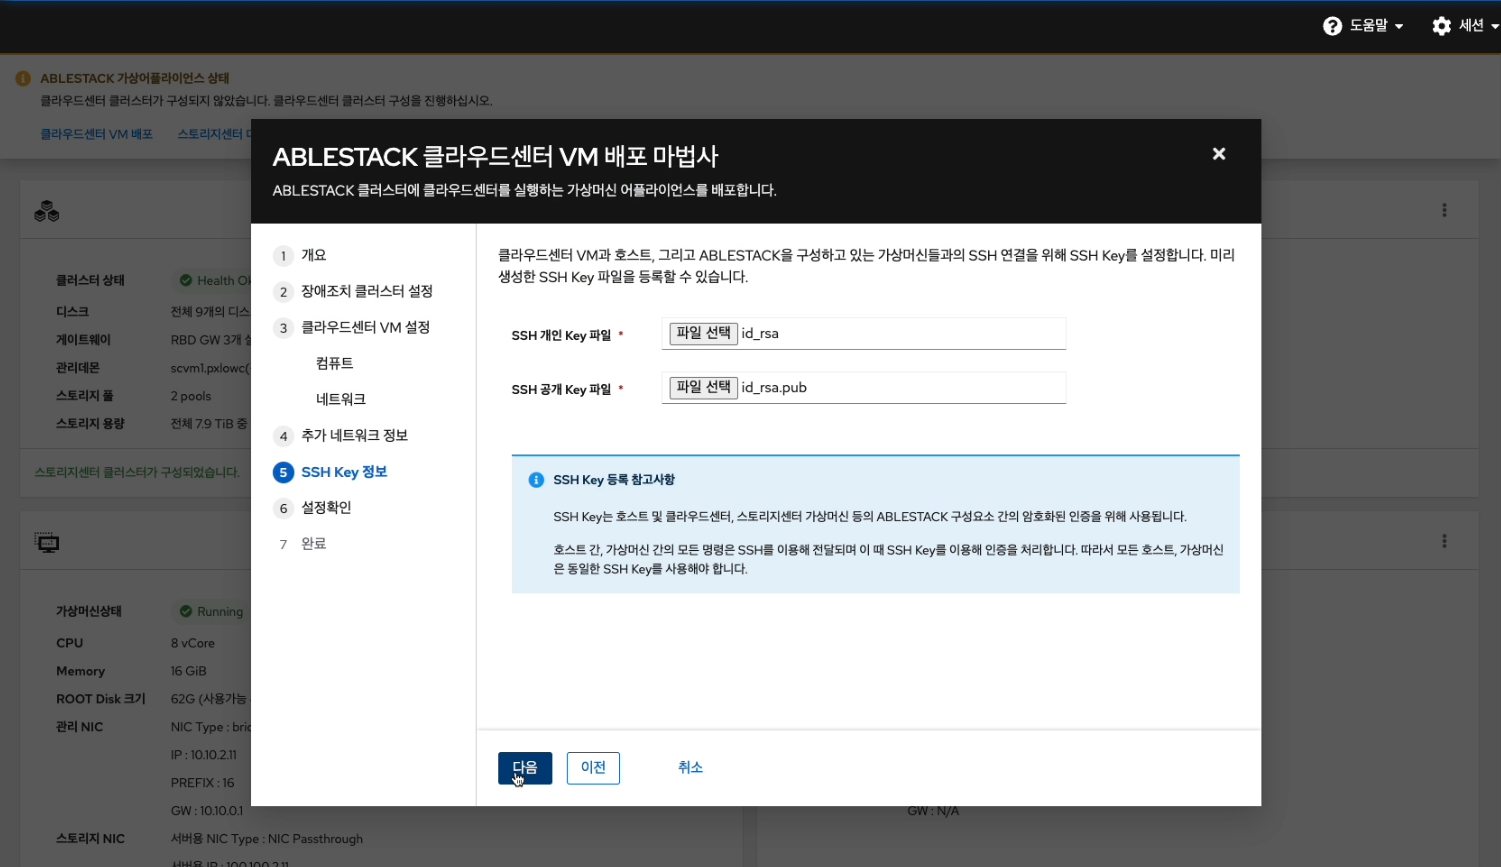 도움말
세션
ABLESTACK 가상어플라이언스 상태
클라우드센터 클러스터가 구성되지 않았습니다. 클라우드센터 클러스터 구성을 진행하십시오.
클라우드센터 VM 배포
스토리지센터
ABLESTACK 클라우드센터 VM 배포 마법사
ABLESTACK 클러스터에 클라우드센터를 실행하는 가상머신 어플라이언스를 배포합니다.
1 개요
2 장애조치 클러스터 설정
3 클라우드센터 VM 설정
컴퓨트
네트워크
4 추가 네트워크 정보
5 SSH Key 정보
6 설정확인
7 완료
클라우드센터 VM과 호스트, 그리고 ABLESTACK을 구성하고 있는 가상머신들과의 SSH 연결을 위해 SSH Key를 설정합니다. 미리
생성한 SSH Key 파일을 등록할 수 있습니다.
SSH 개인 Key 파일 *
파일 선택 id_rsa
SSH 공개 Key 파일 *
파일 선택 id_rsa.pub
SSH Key 등록 참고사항
SSH Key는 호스트 및 클라우드센터, 스토리지센터 가상머신 등의 ABLESTACK 구성요소 간의 암호화된 인증을 위해 사용됩니다.
호스트 간, 가상머신 간의 모든 명령은 SSH를 이용해 전달되며 이 때 SSH Key를 이용해 인증을 처리합니다. 따라서 모든 호스트, 가상머신
은 동일한 SSH Key를 사용해야 합니다.
다음
이전
취소
클러스터 상태 Health
디스크 전체 9개의 디스
게이트웨이 RBD GW 3개
관리데몬 scvm1.pxlowc(
스토리지 풀 2 pools
스토리지 용량 전체 7.9 TiB 중
스토리지센터 클러스터가 구성되었습니다.
가상머신상태 Running
CPU 8 vCore
Memory 16 GiB
ROOT Disk 크기 62G (사용가능
관리 NIC NIC Type : bri
IP : 10.10.2.11
PREFIX : 16
GW : 10.10.0.1
스토리지 NIC 서버용 NIC Type : NIC Passthrough
서버용 IP : 100.100.2.11
GW : N/A